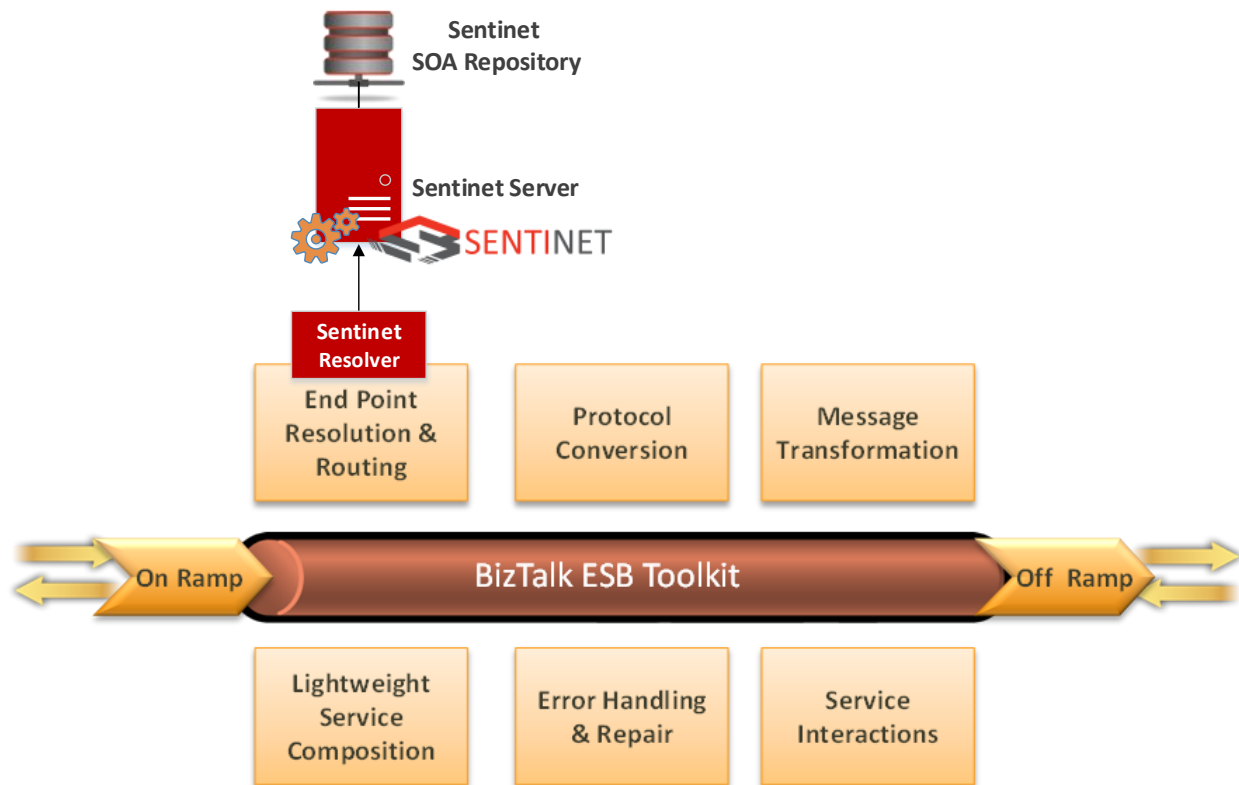 Sentinet
SOA Repository
Sentinet Server
SENTINET
Sentinet
Resolver
End Point
Resolution &
Routing
Protocol
Conversion
Message
Transformation
On Ramp
BizTalk ESB Toolkit
Off Ramp
Lightweight
Service
Composition
Error Handling
& Repair
Service
Interactions